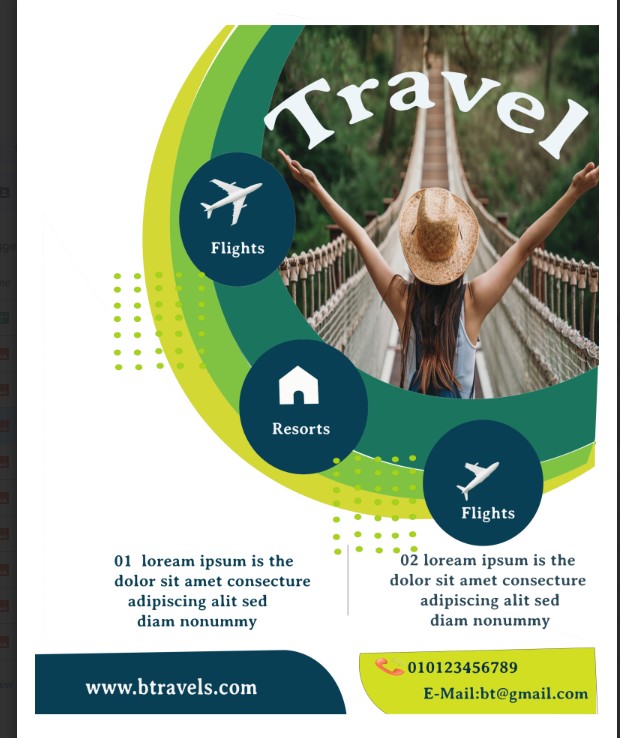 Travel
Flights
Resorts
Flights
01 loream ipsum is the
dolor sit amet consecture
adipiscing alit sed
diam nonummy
02 loream ipsum is the
dolor sit amet consecture
adipiscing alit sed
diam nonummy
www.btravels.com
010123456789
E-Mail:bt@gmail.com